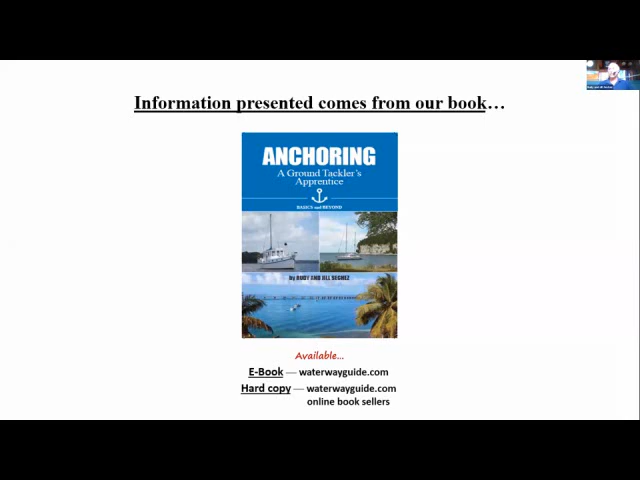 Information presented comes from our book…
ANCHORING
A Ground Tackler's
Apprentice
BASICS and BEYOND
by RUDY AND JILL SECHEZ
Available...
E-Book — waterwayguide.com
Hard copy — waterwayguide.com
online book sellers